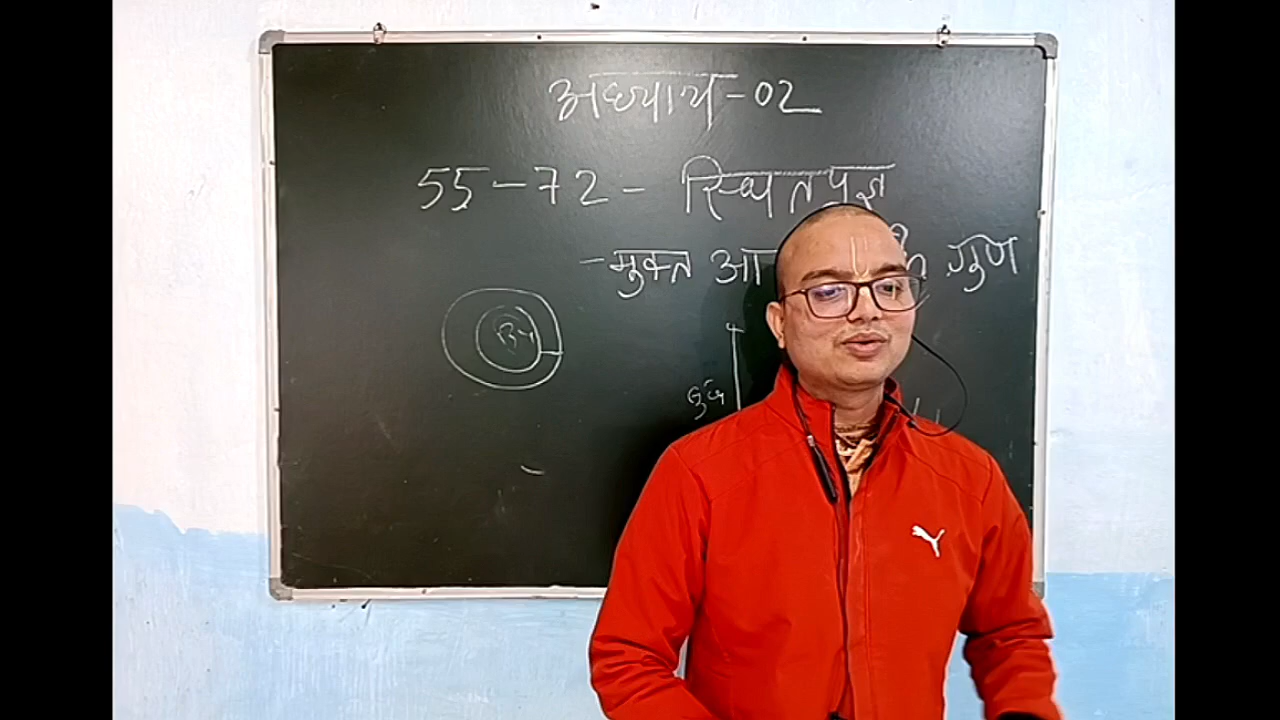 अध्याय-02
55-72- स्थितप्रज्ञ
-मुक्त आ के गुण